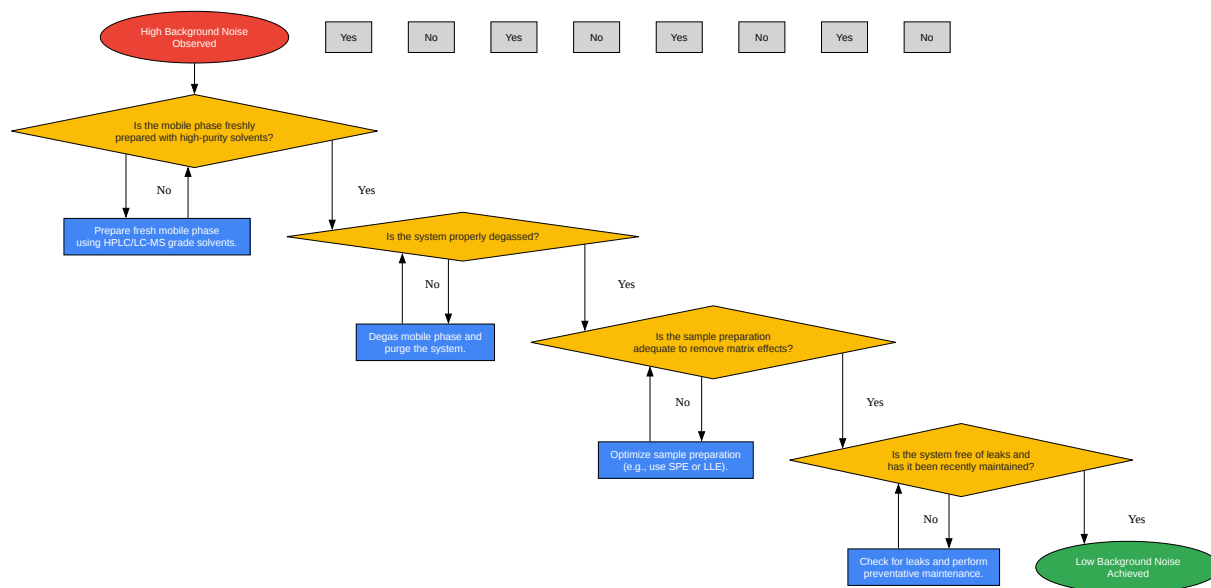 High Background Noise
Observed
Yes
No
Yes
No
Yes
No
Yes
No
Is the mobile phase freshly
prepared with high-purity solvents?
No
Yes
Prepare fresh mobile phase
using HPLC/LC-MS grade solvents.
Is the system properly degassed?
No
Yes
Degas mobile phase and
purge the system.
Is the sample preparation
adequate to remove matrix effects?
No
Yes
Optimize sample preparation
(e.g., use SPE or LLE).
Is the system free of leaks and
has it been recently maintained?
No
Yes
Check for leaks and perform
preventative maintenance.
Low Background Noise
Achieved